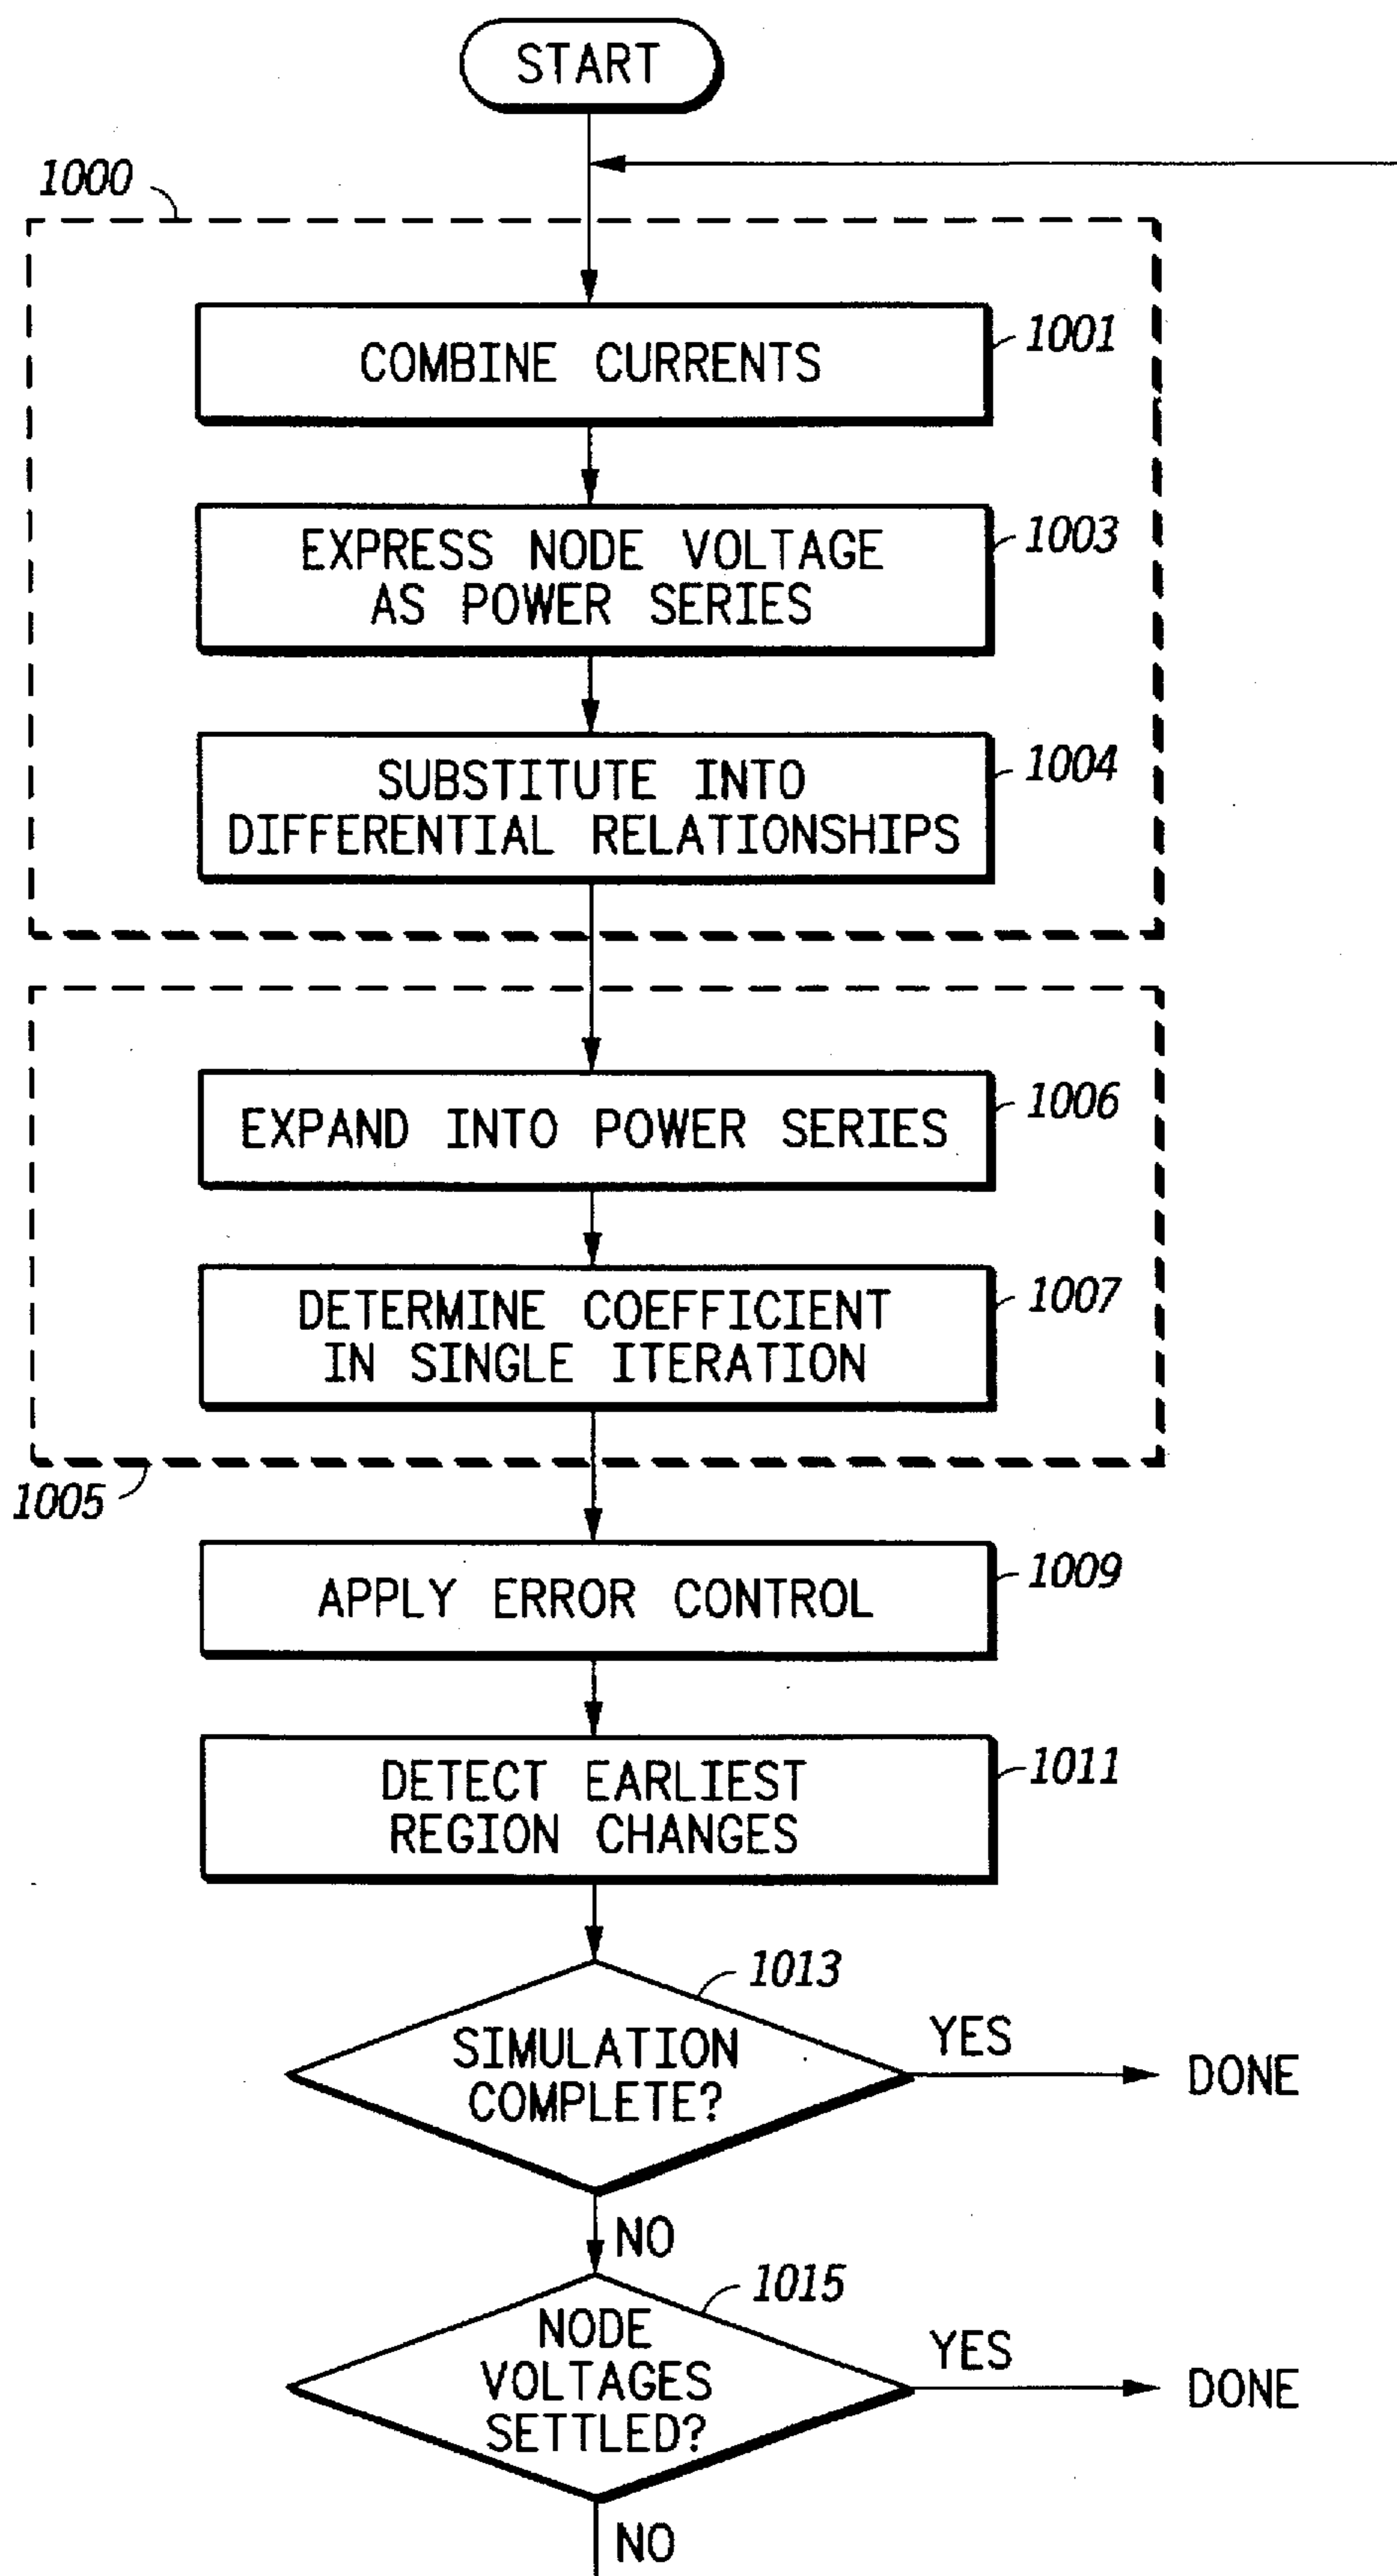 START
1000
COMBINE CURRENTS
1001
EXPRESS NODE VOLTAGE
AS POWER SERIES
1003
SUBSTITUTE INTO
DIFFERENTIAL RELATIONSHIPS
1004
EXPAND INTO POWER SERIES
1006
DETERMINE COEFFICIENT
IN SINGLE ITERATION
1007
1005
APPLY ERROR CONTROL
1009
DETECT EARLIEST
REGION CHANGES
1011
1013
SIMULATION
COMPLETE?
YES
DONE
NO
1015
NODE
VOLTAGES
SETTLED?
YES
DONE
NO